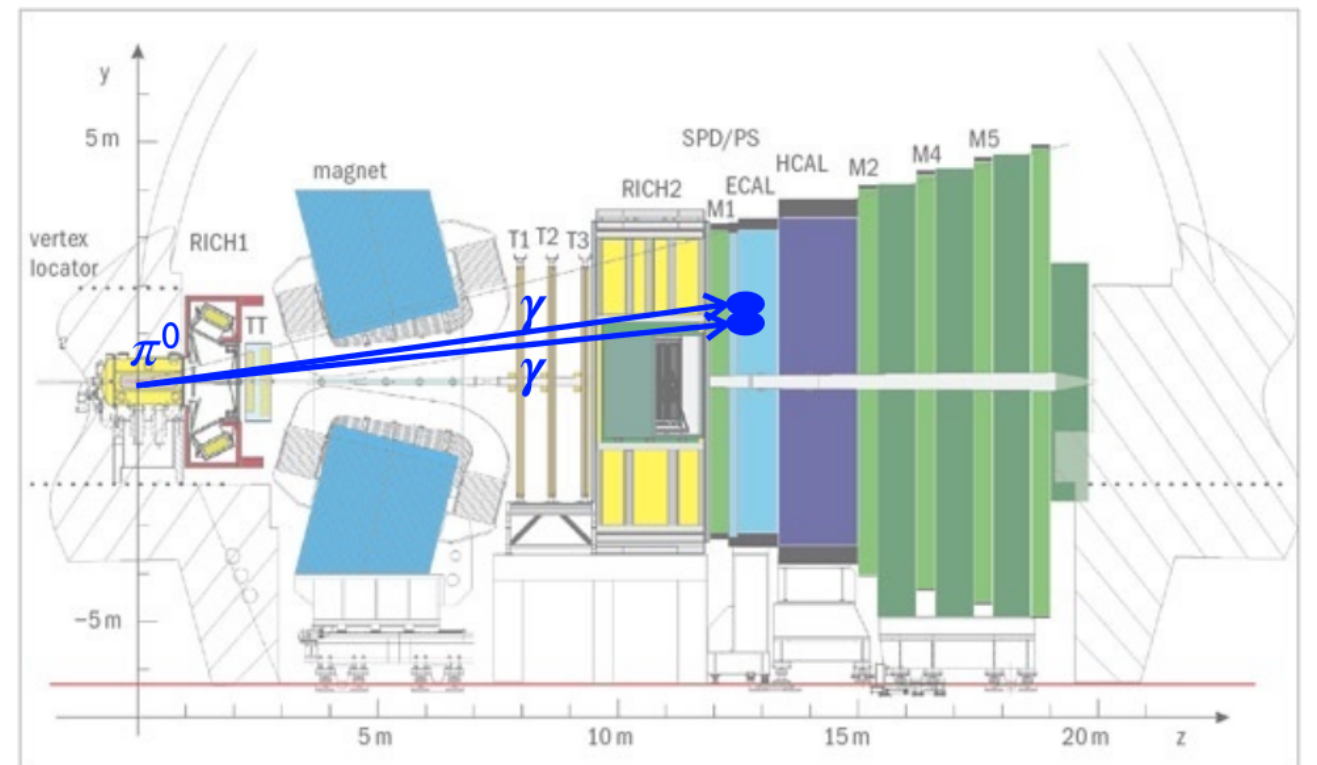 y
5 m
SPD/PS
magnet
HCAL
M2
M4
M5
ECAL
RICH2
M1
vertex
locator
RICH1
T1
T2
T3
TT
γ
π0
γ
−5 m
5 m
10 m
15 m
20 m
z